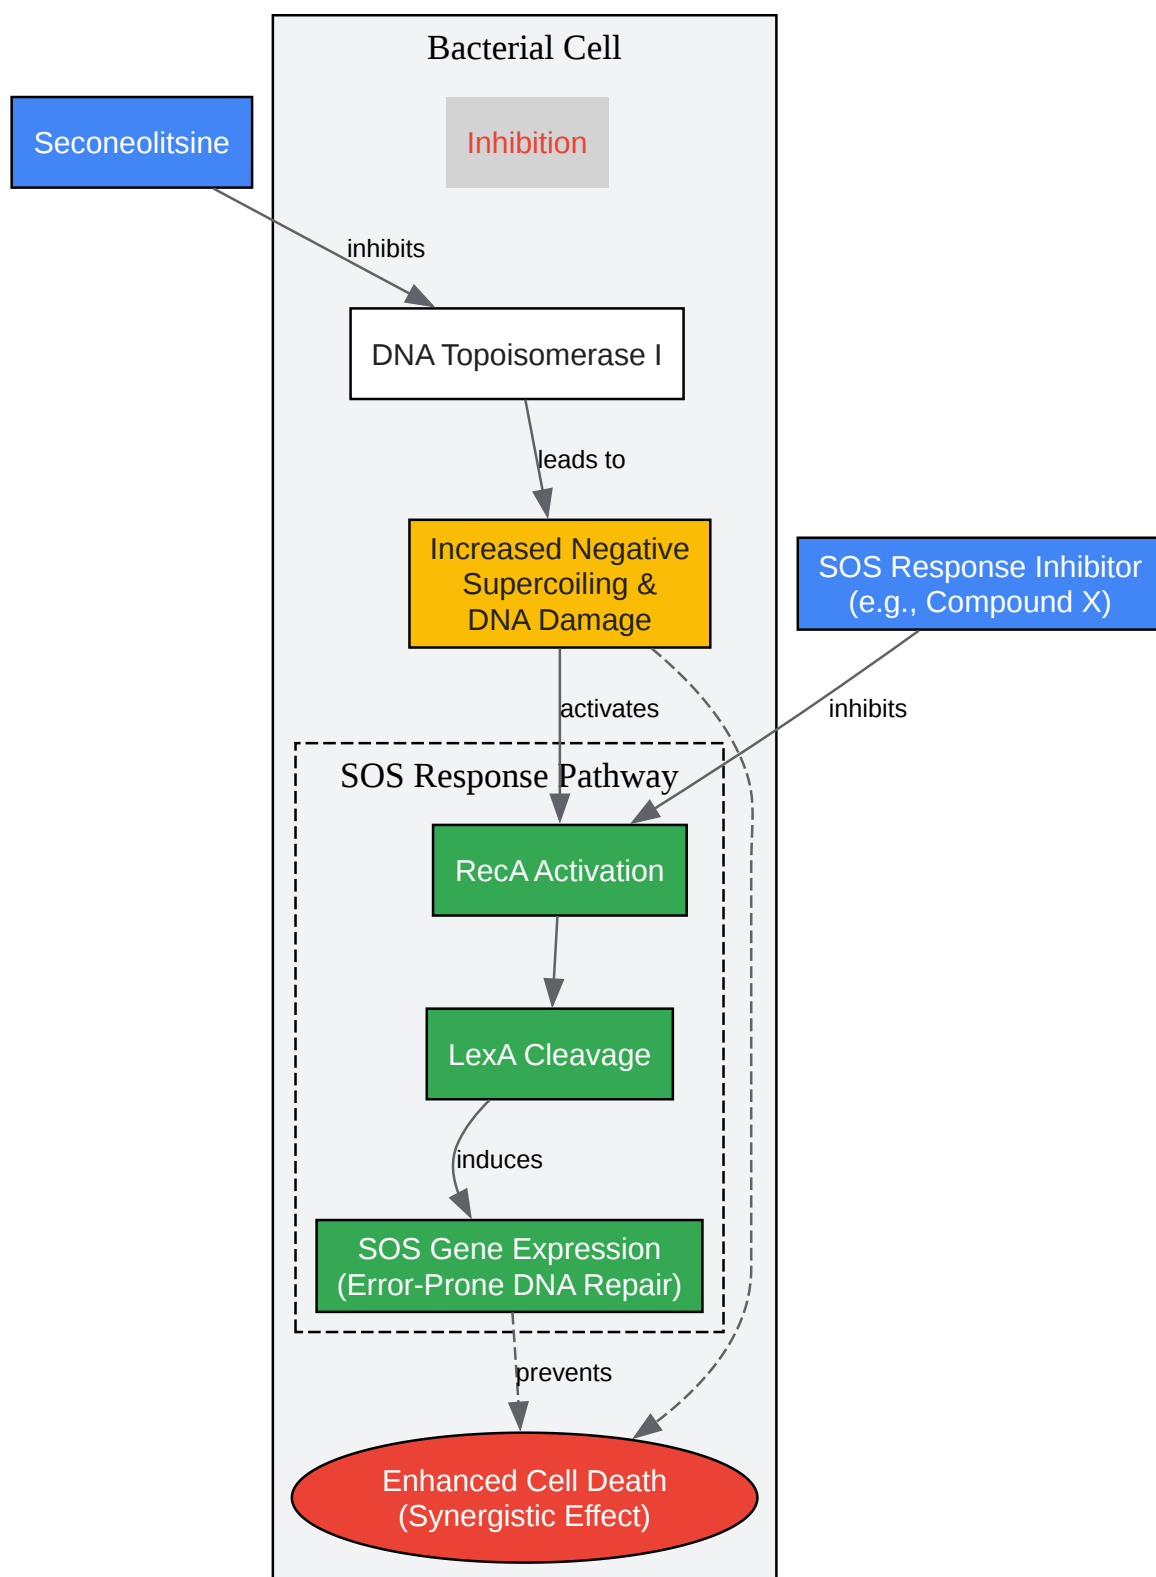 Bacterial Cell
Seconeolitsine
Inhibition
inhibits
DNA Topoisomerase I
leads to
Increased Negative
Supercoiling &
DNA Damage
SOS Response Inhibitor
(e.g., Compound X)
activates
inhibits
SOS Response Pathway
RecA Activation
LexA Cleavage
induces
SOS Gene Expression
(Error-Prone DNA Repair)
prevents
Enhanced Cell Death
(Synergistic Effect)